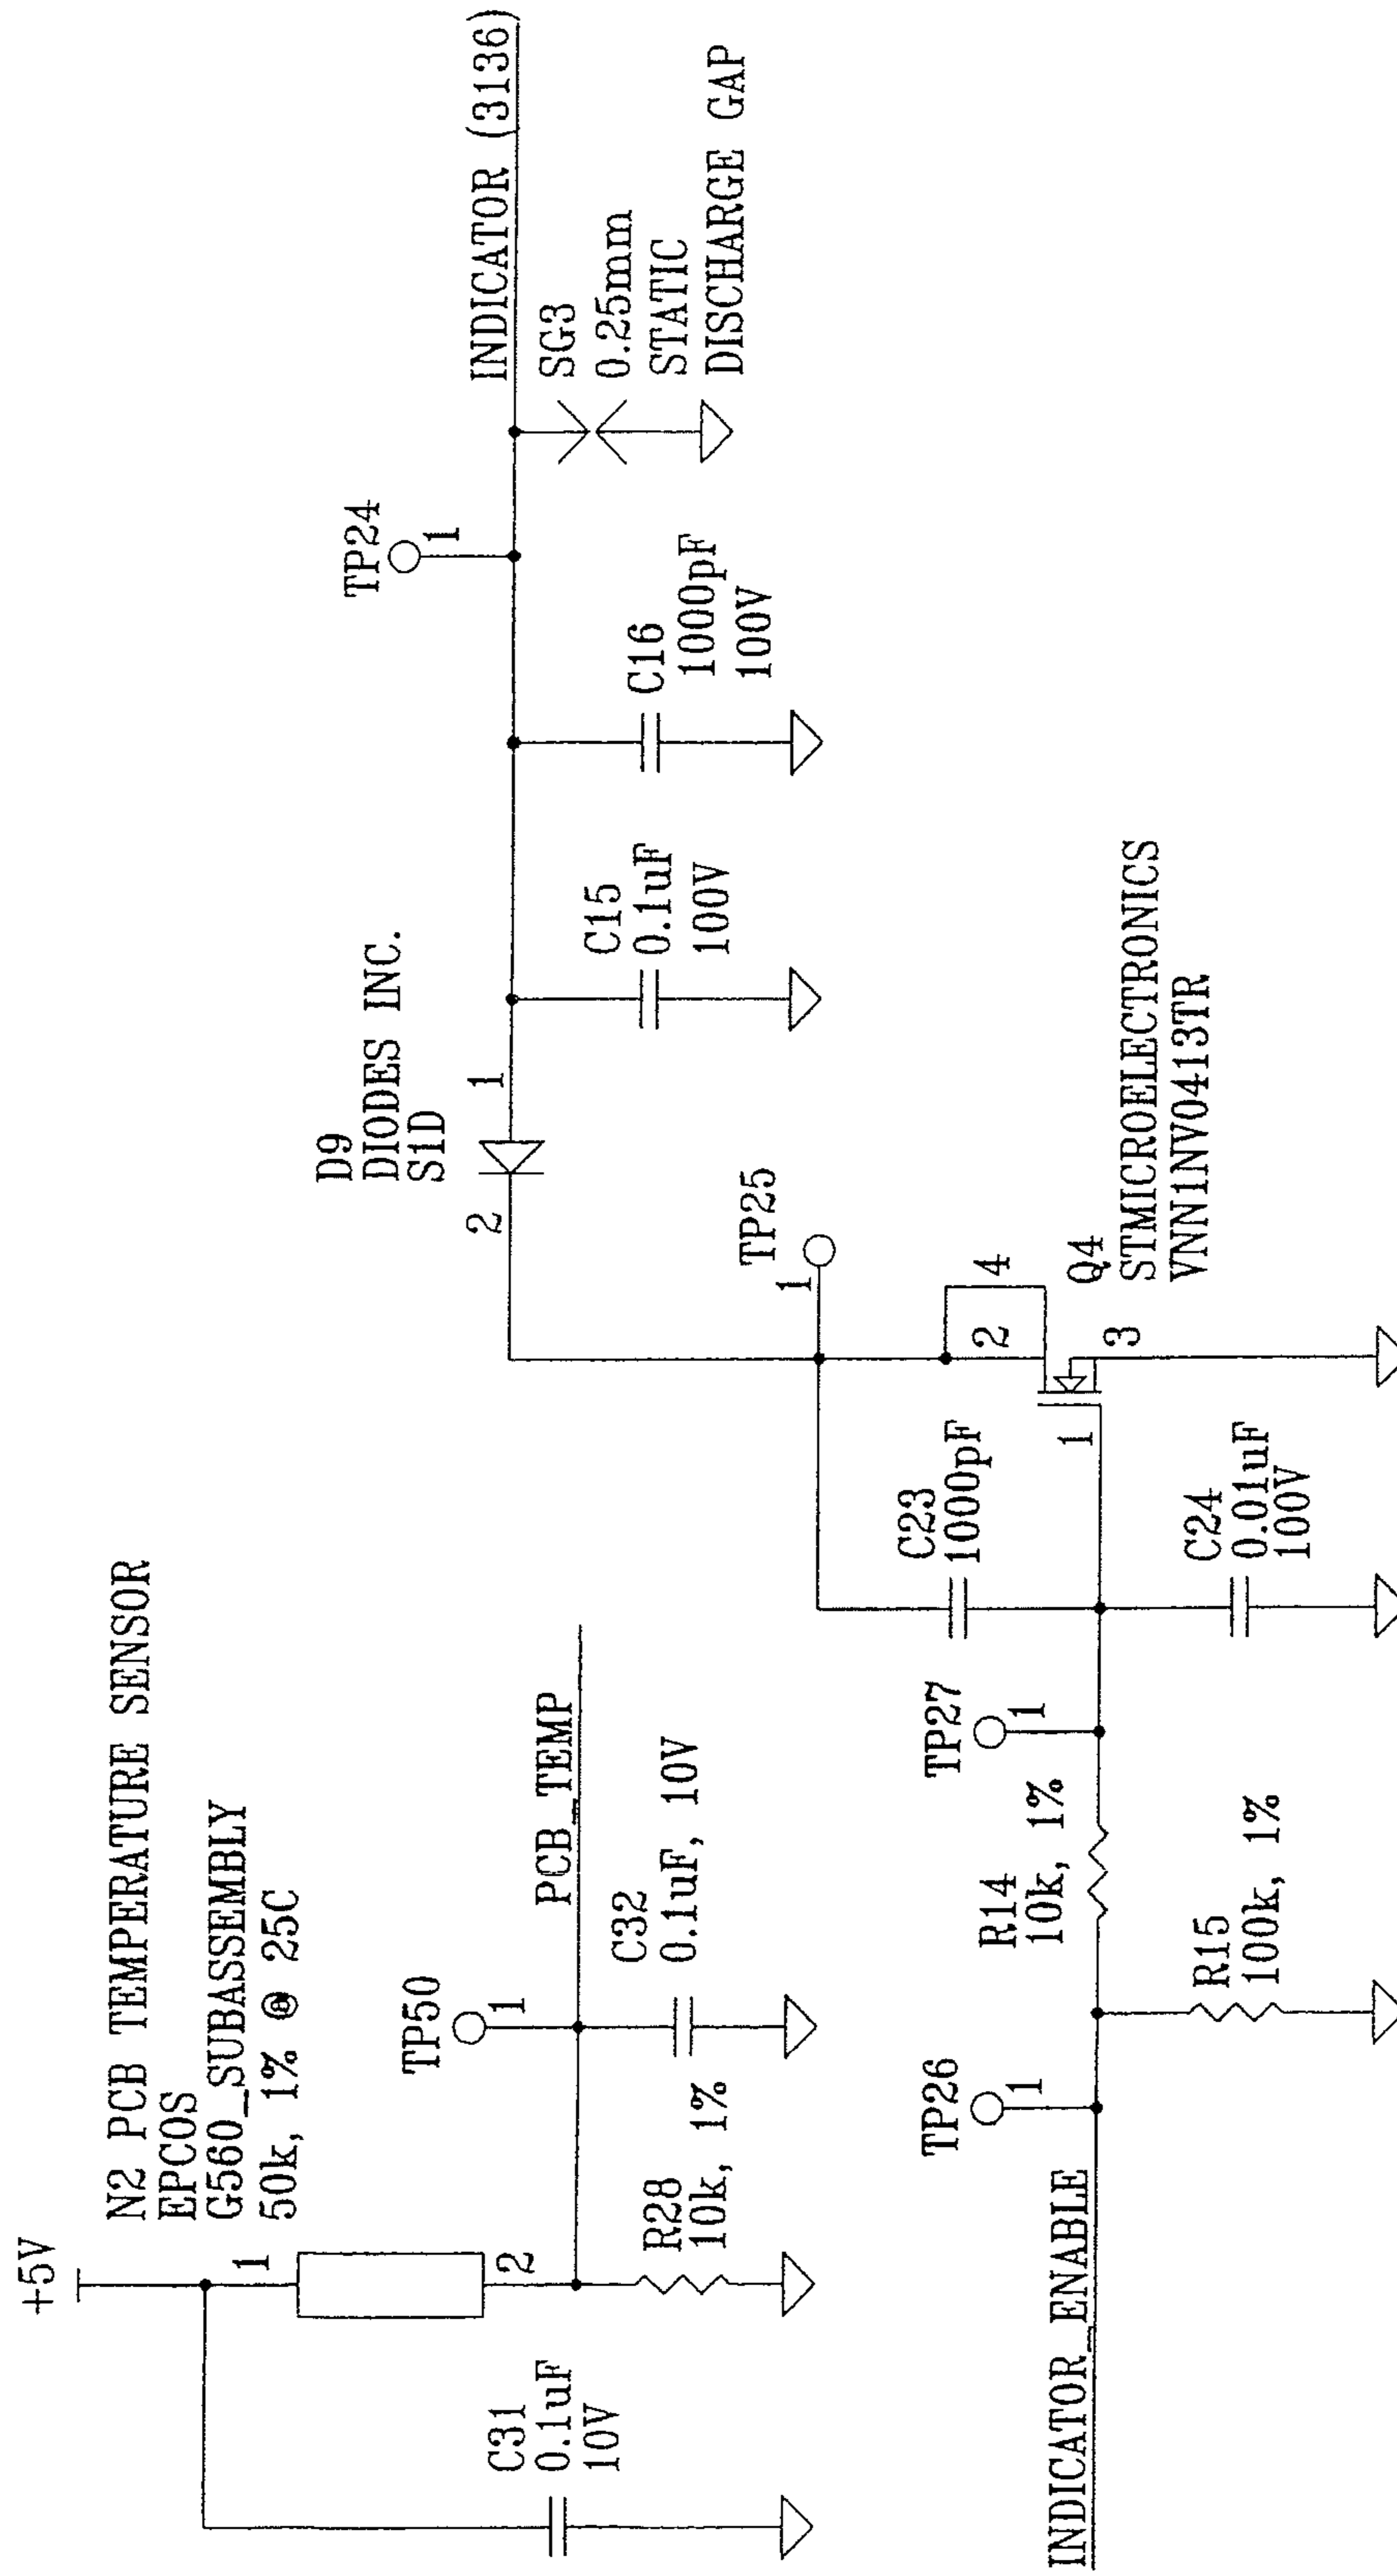 +5V
N2 PCB TEMPERATURE SENSOR
EPCOS
G560_SUBASSEMBLY
50k, 1% @ 25C
1
2
C31
0.1uF
10V
R28
10k, 1%
TP50
1
PCB_TEMP
C32
0.1uF, 10V
D9
DIODES INC.
S1D
2
1
TP24
1
INDICATOR (3136)
C15
0.1uF
100V
C16
1000pF
100V
SG3
0.25mm
STATIC
DISCHARGE GAP
TP25
1
INDICATOR_ENABLE
TP26
1
R14
10k, 1%
R15
100k, 1%
TP27
1
C23
1000pF
C24
0.01uF
100V
2
4
1
3
Q4
STMICROELECTRONICS
VNN1NV0413TR